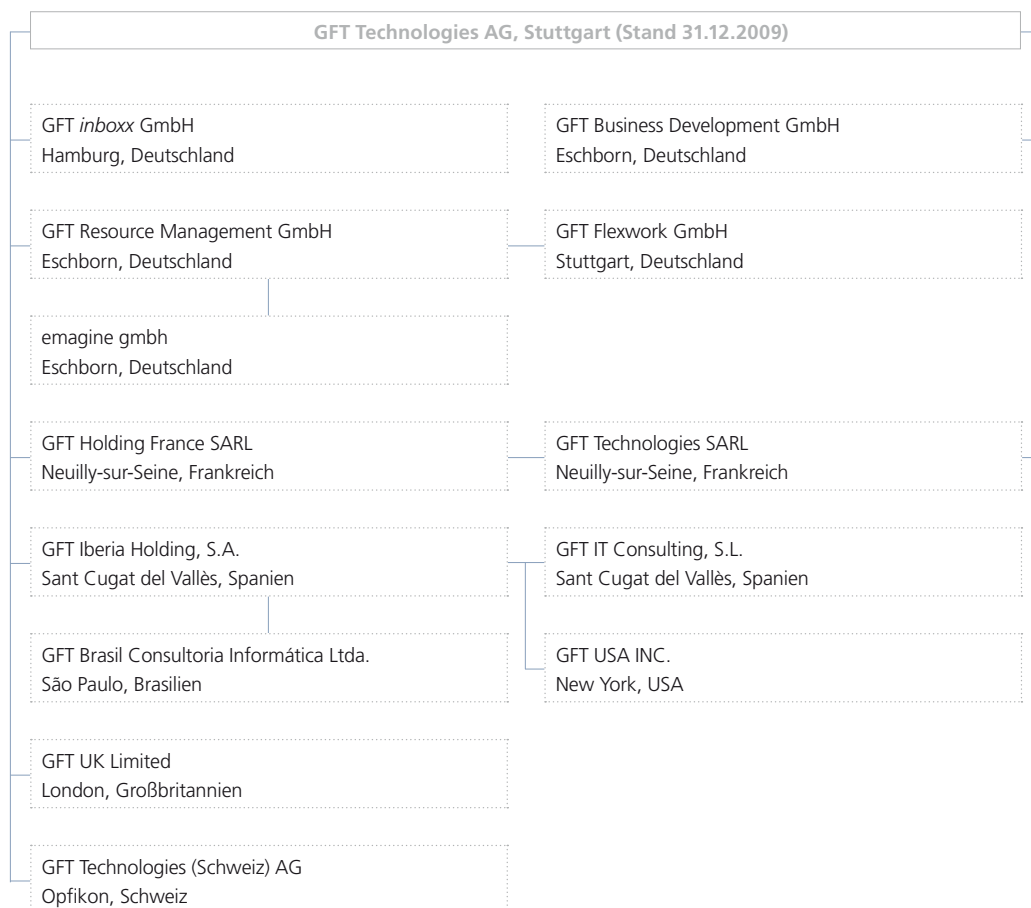 GFT Technologies AG, Stuttgart (Stand 31.12.2009)
GFT inboxx GmbH
Hamburg, Deutschland
GFT Business Development GmbH
Eschborn, Deutschland
GFT Resource Management GmbH
Eschborn, Deutschland
GFT Flexwork GmbH
Stuttgart, Deutschland
emagine gmbh
Eschborn, Deutschland
GFT Holding France SARL
Neuilly-sur-Seine, Frankreich
GFT Technologies SARL
Neuilly-sur-Seine, Frankreich
GFT Iberia Holding, S.A.
Sant Cugat del Vallès, Spanien
GFT IT Consulting, S.L.
Sant Cugat del Vallès, Spanien
GFT Brasil Consultoria Informática Ltda.
São Paulo, Brasilien
GFT USA INC.
New York, USA
GFT UK Limited
London, Großbritannien
GFT Technologies (Schweiz) AG
Opfikon, Schweiz